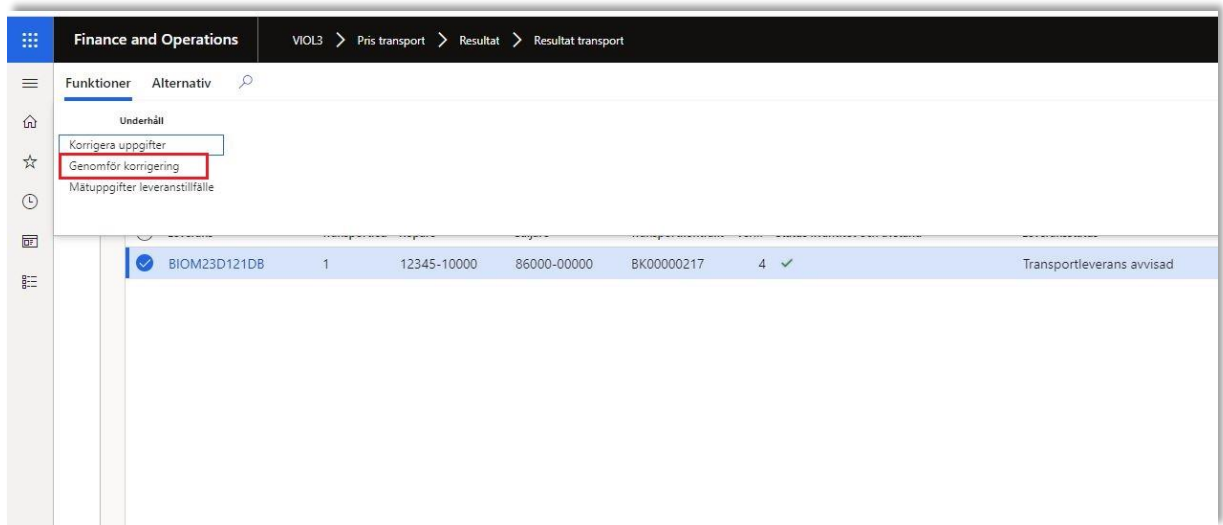 Finance and Operations VIOL3 > Pris transport > Resultat > Resultat transport
Funktioner Alternativ
Underhåll
Korrigera uppgifter
Genomför korrigering
Mätuppgifter leveranstillfälle
BIOM23D121DB 1 12345-10000 86000-00000 BK00000217 4 Transportleverans avvisad